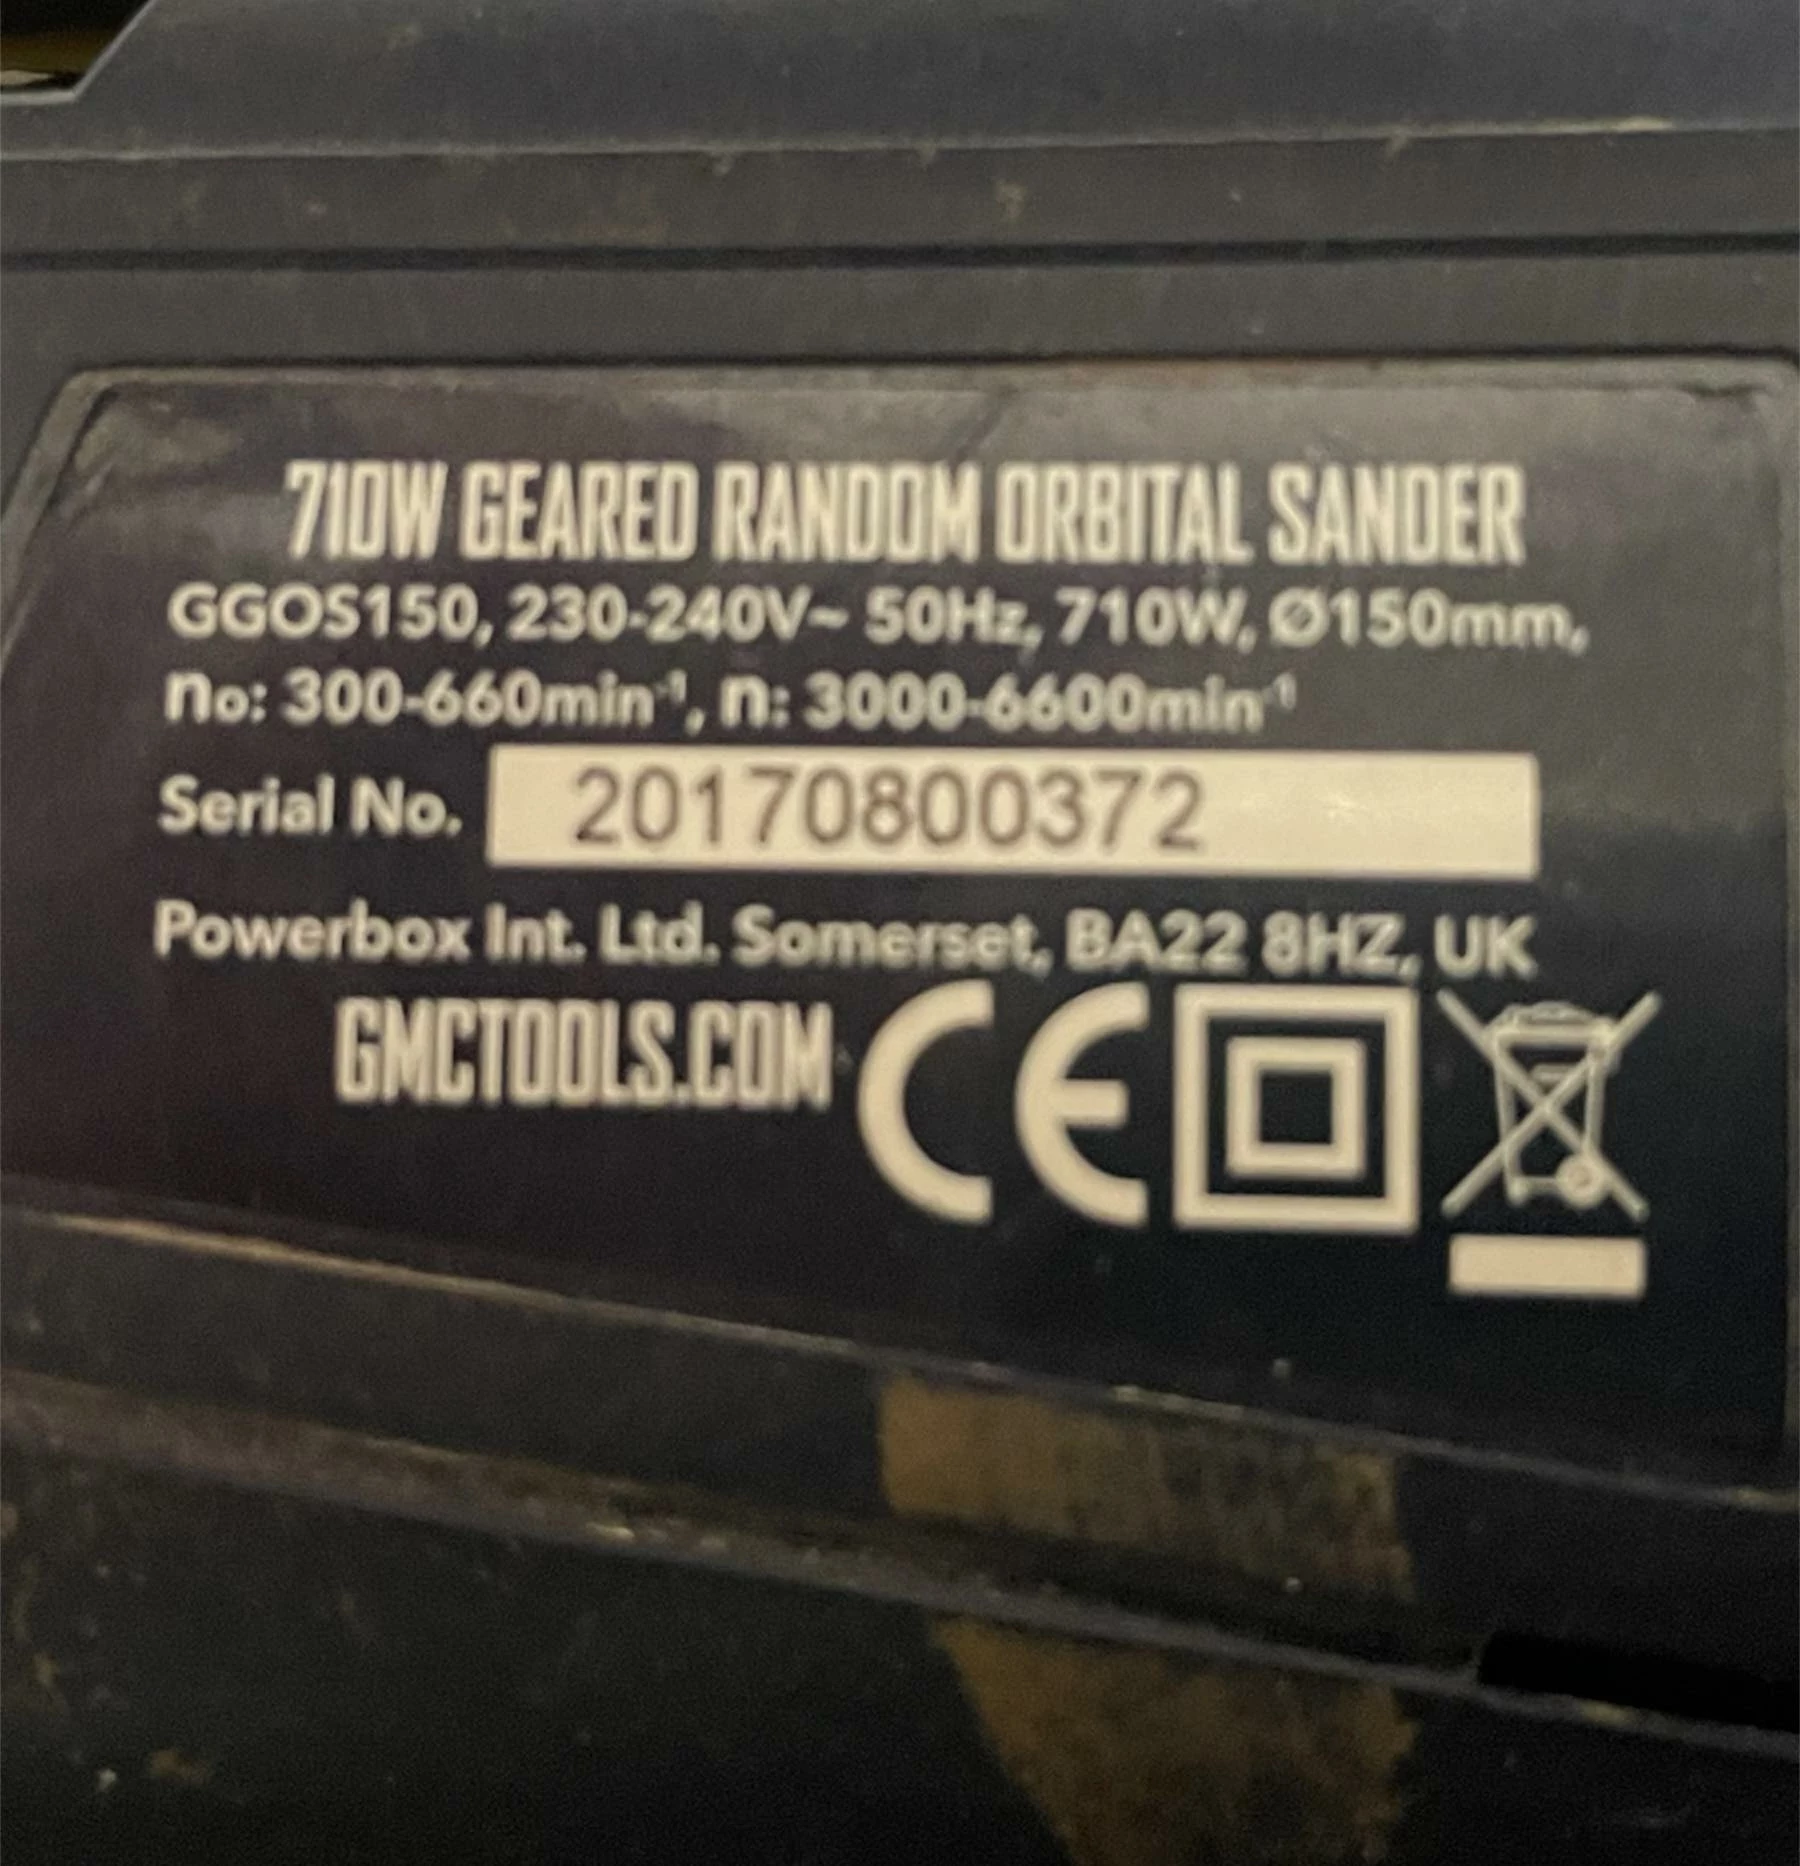 710W GEARED RANDOM ORBITAL SANDER
GGOS150, 230-240V~ 50Hz, 710W, Ø150mm,
no: 300-660min-1, n: 3000-6600min-1
Serial No. 20170800372
Powerbox Int. Ltd. Somerset, BA22 8HZ, UK
GMCTOOLS.COM CE